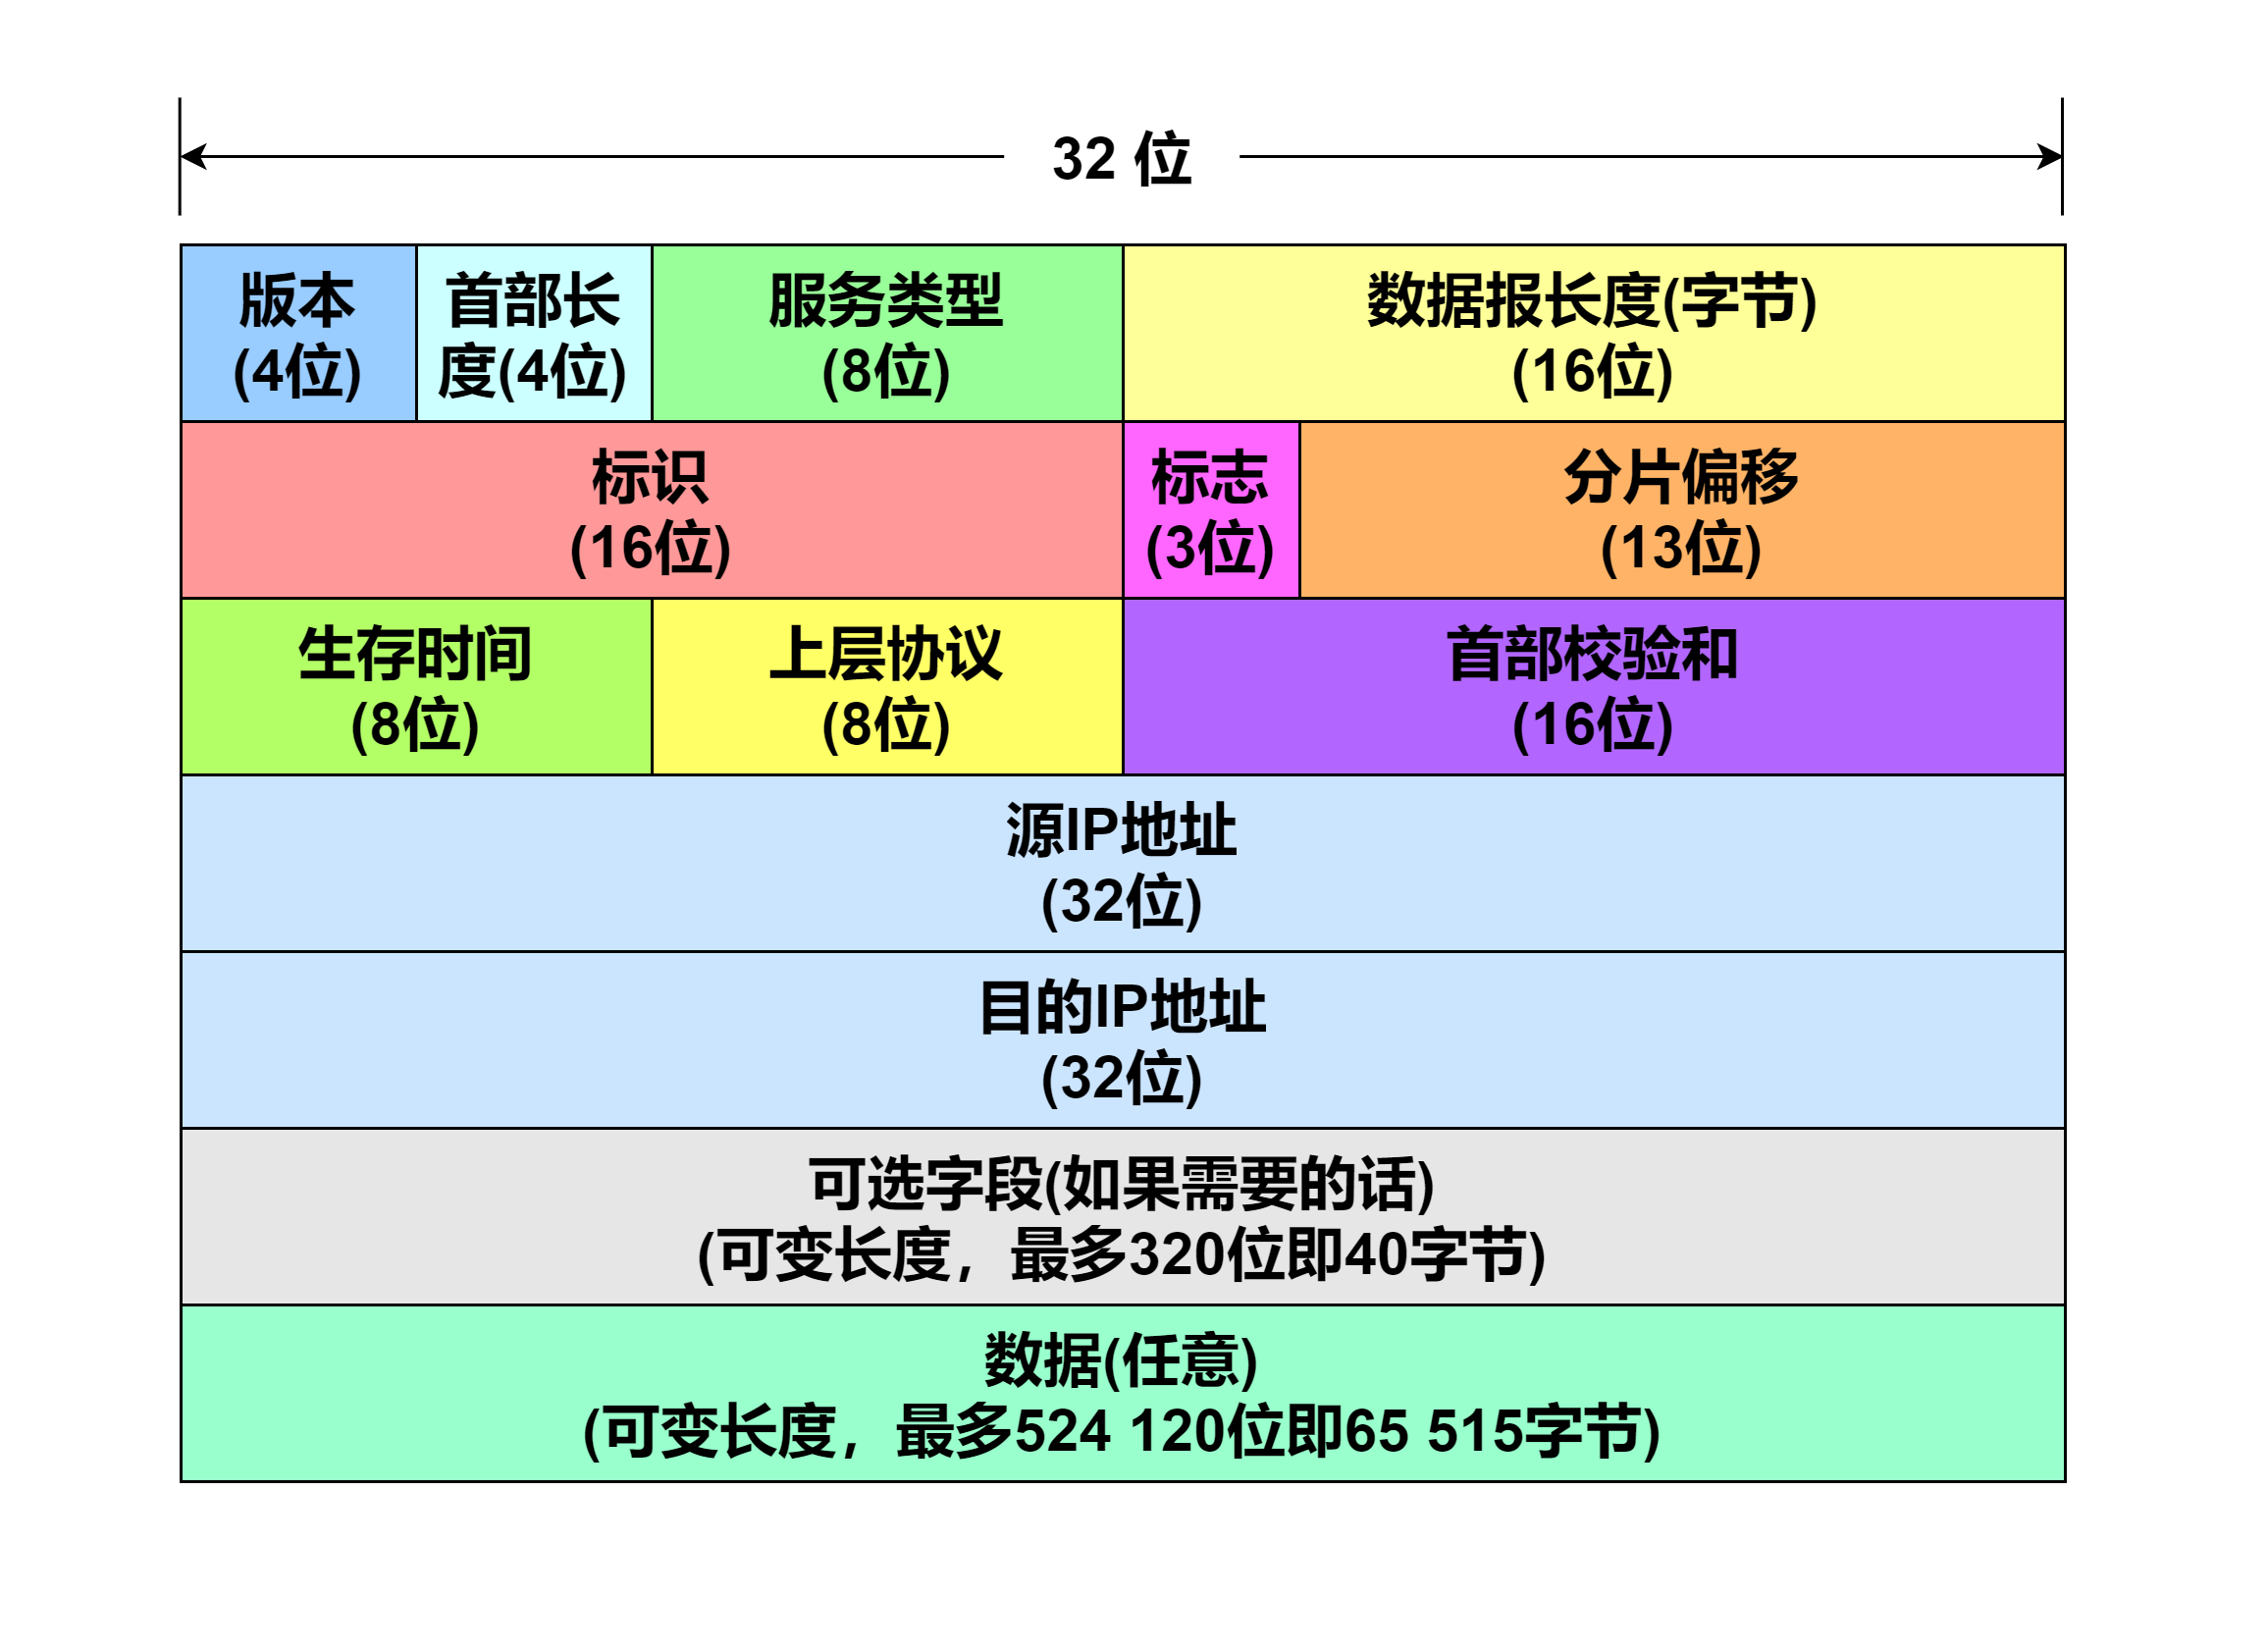 32 位
版本
(4位)
首部长
度(4位)
服务类型
(8位)
数据报长度(字节)
(16位)
标识
(16位)
标志
(3位)
分片偏移
(13位)
生存时间
(8位)
上层协议
(8位)
首部校验和
(16位)
源IP地址
(32位)
目的IP地址
(32位)
可选字段(如果需要的话)
(可变长度，最多320位即40字节)
数据(任意)
(可变长度，最多524 120位即65 515字节)